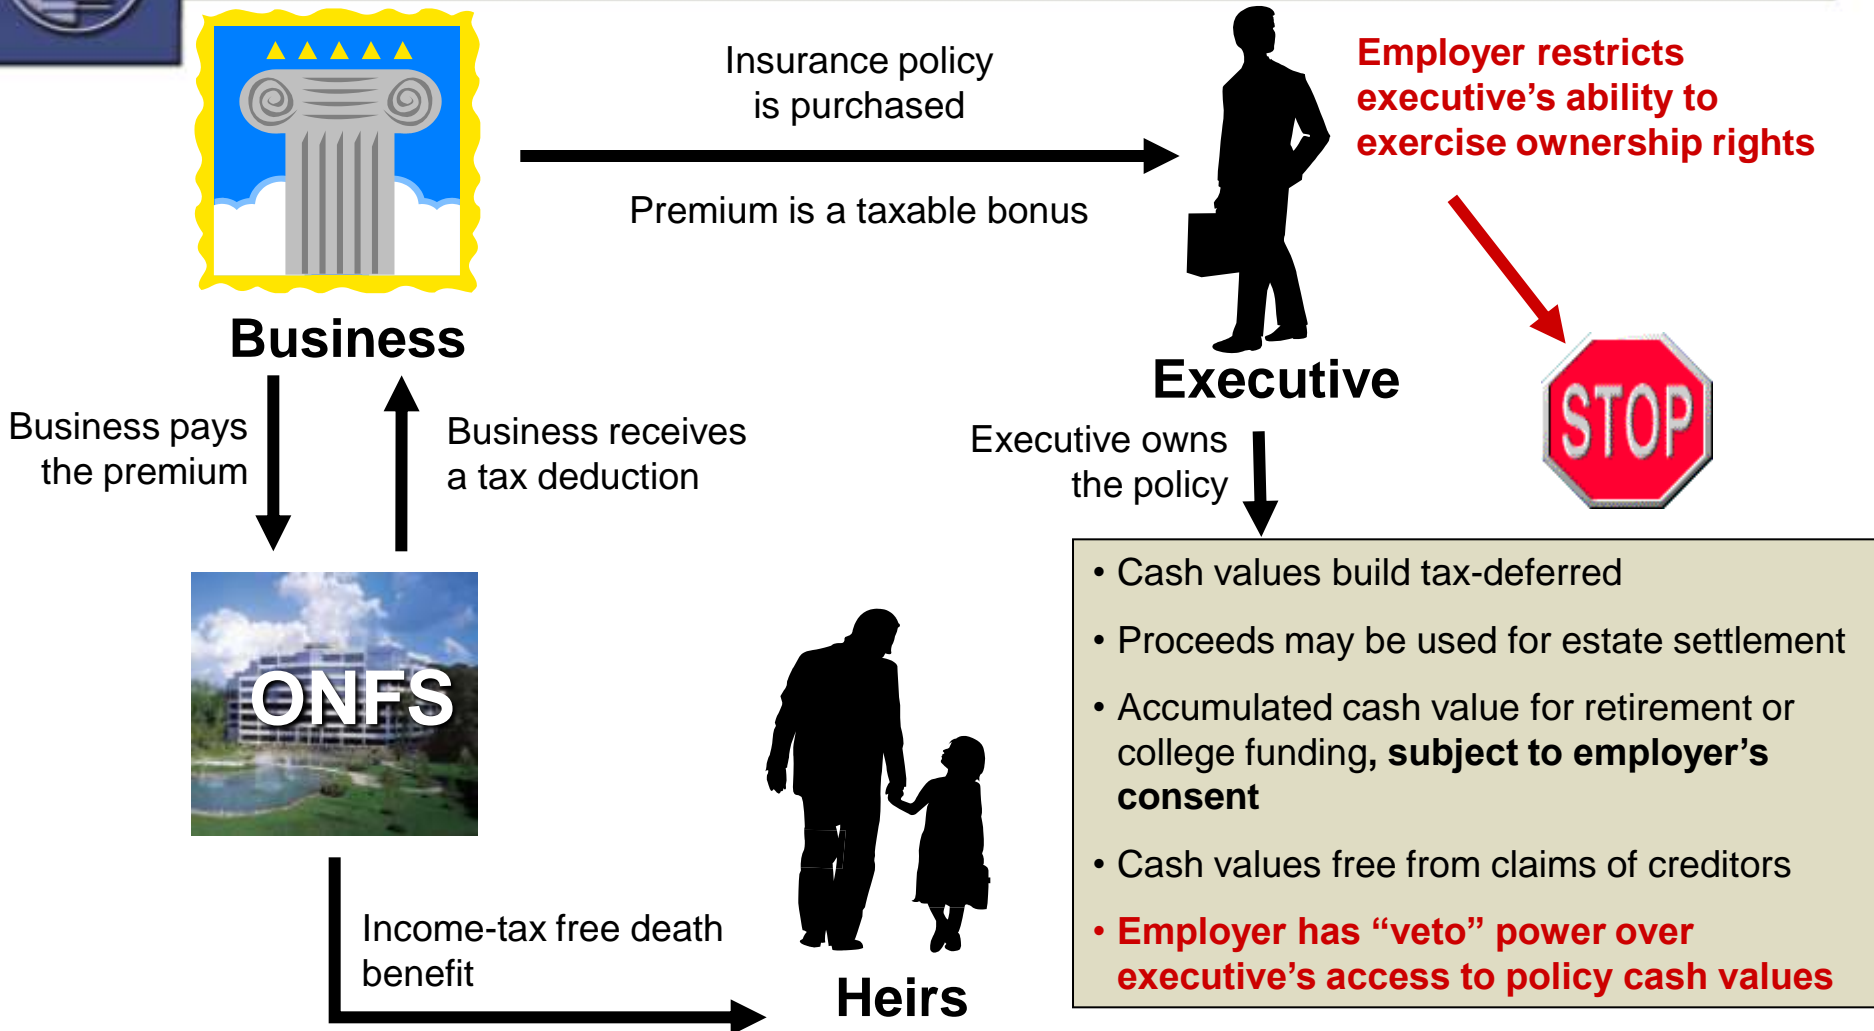 Insurance policy
is purchased
Premium is a taxable bonus
Employer restricts
executive’s ability to
exercise ownership rights
Business
Executive
STOP
Business pays
the premium
Business receives
a tax deduction
Executive owns
the policy
ONFS
• Cash values build tax-deferred
• Proceeds may be used for estate settlement
• Accumulated cash value for retirement or
college funding, subject to employer’s
consent
• Cash values free from claims of creditors
• Employer has “veto” power over
executive’s access to policy cash values
Income-tax free death
benefit
Heirs